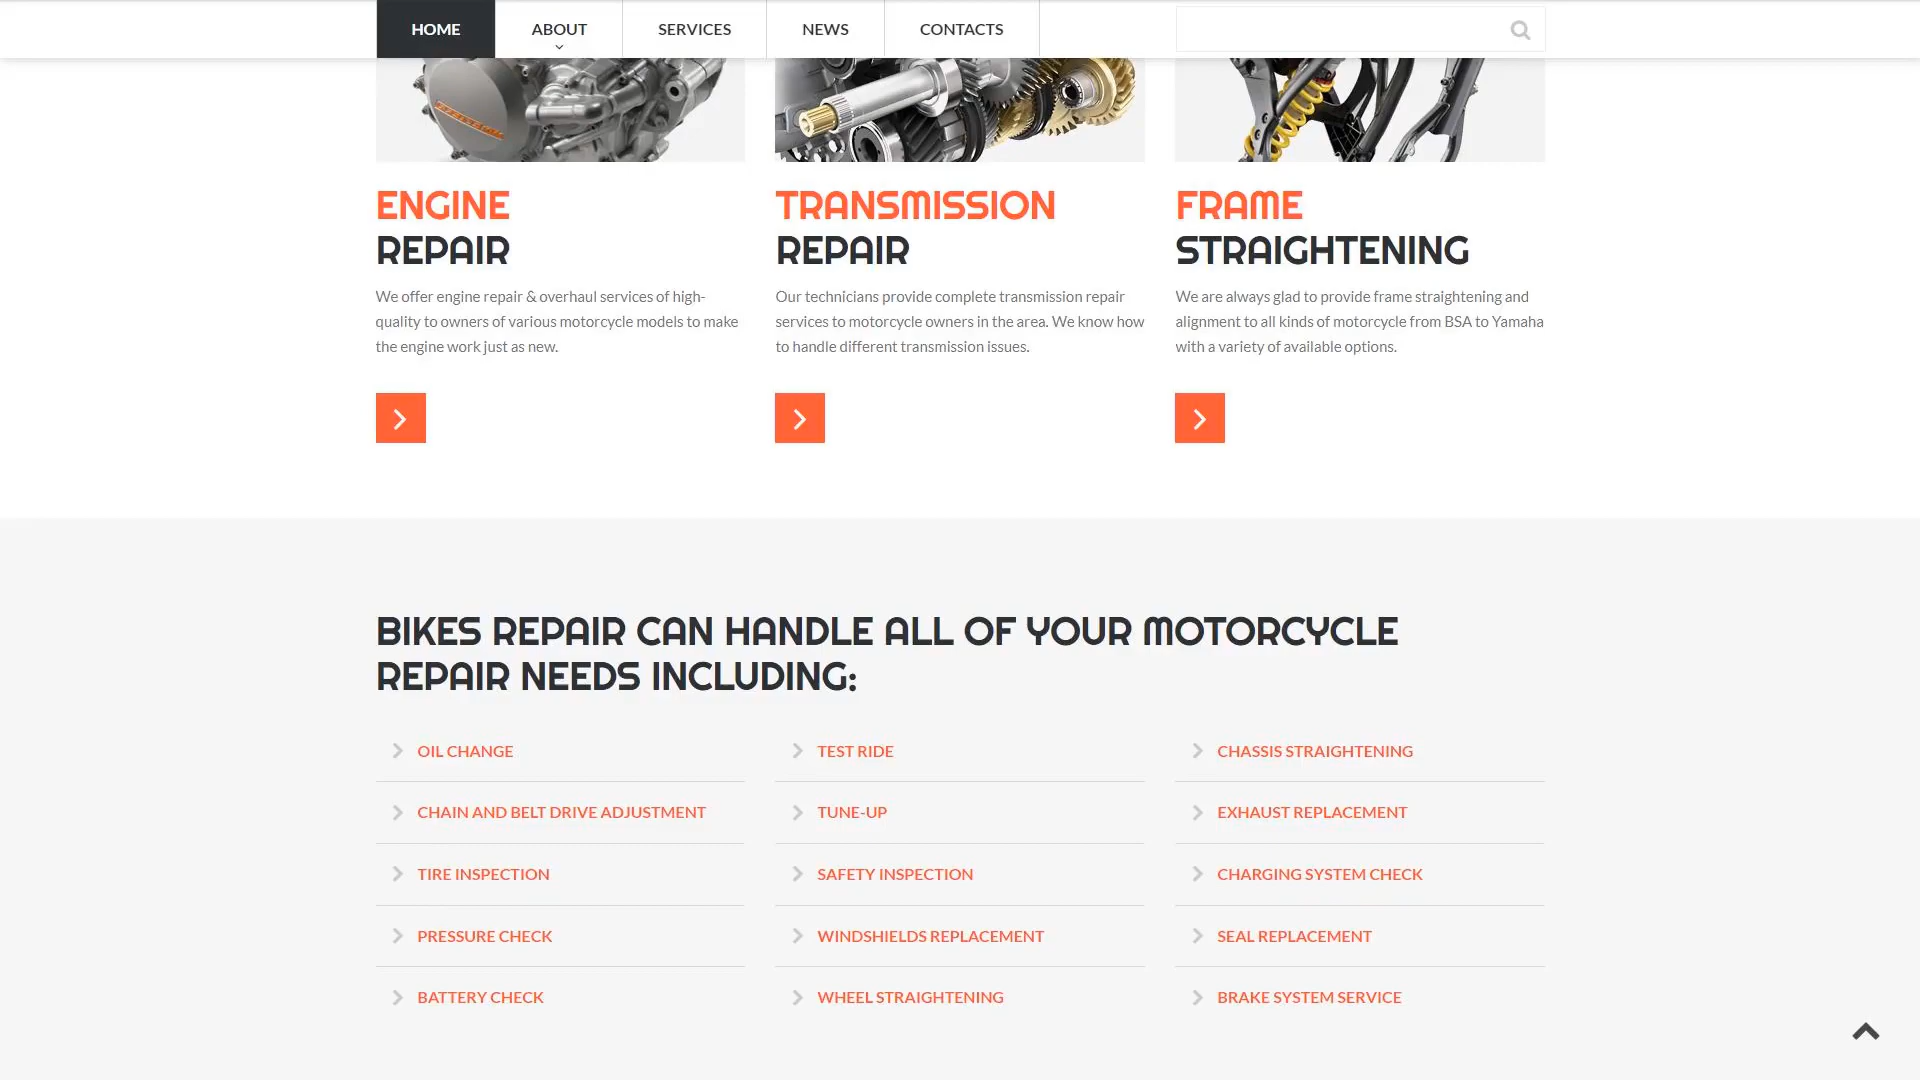 HOME
ABOUT
SERVICES
NEWS
CONTACTS
ENGINE
REPAIR
We offer engine repair & overhaul services of high-
quality to owners of various motorcycle models to make
the engine work just as new.
TRANSMISSION
REPAIR
Our technicians provide complete transmission repair
services to motorcycle owners in the area. We know how
to handle different transmission issues.
FRAME
STRAIGHTENING
We are always glad to provide frame straightening and
alignment to all kinds of motorcycle from BSA to Yamaha
with a variety of available options.
BIKES REPAIR CAN HANDLE ALL OF YOUR MOTORCYCLE
REPAIR NEEDS INCLUDING:
OIL CHANGE
CHAIN AND BELT DRIVE ADJUSTMENT
TIRE INSPECTION
PRESSURE CHECK
BATTERY CHECK
TEST RIDE
TUNE-UP
SAFETY INSPECTION
WINDSHIELDS REPLACEMENT
WHEEL STRAIGHTENING
CHASSIS STRAIGHTENING
EXHAUST REPLACEMENT
CHARGING SYSTEM CHECK
SEAL REPLACEMENT
BRAKE SYSTEM SERVICE